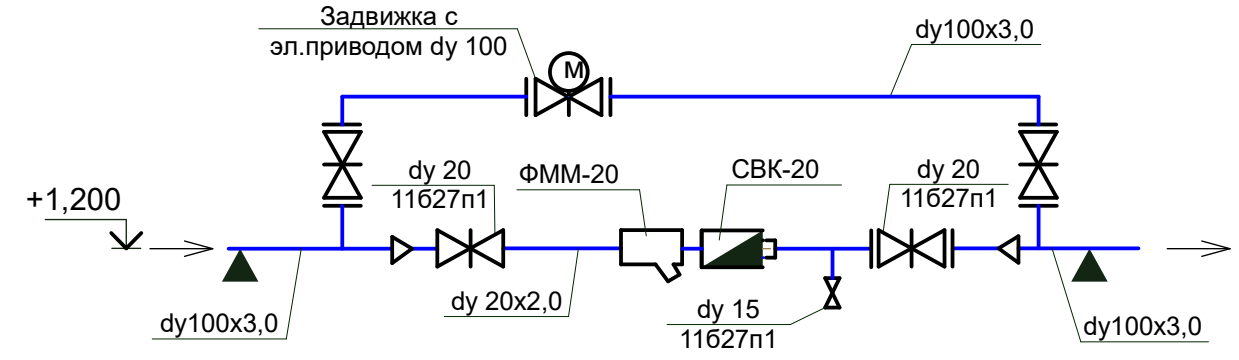 Задвижка с
эл.приводом dy 100
М
dy100x3,0
dy 20
11б27п1
ФММ-20
СВК-20
dy 20
11б27п1
+1,200
dy100x3,0
dy 20x2,0
dy 15
11б27п1
dy100x3,0